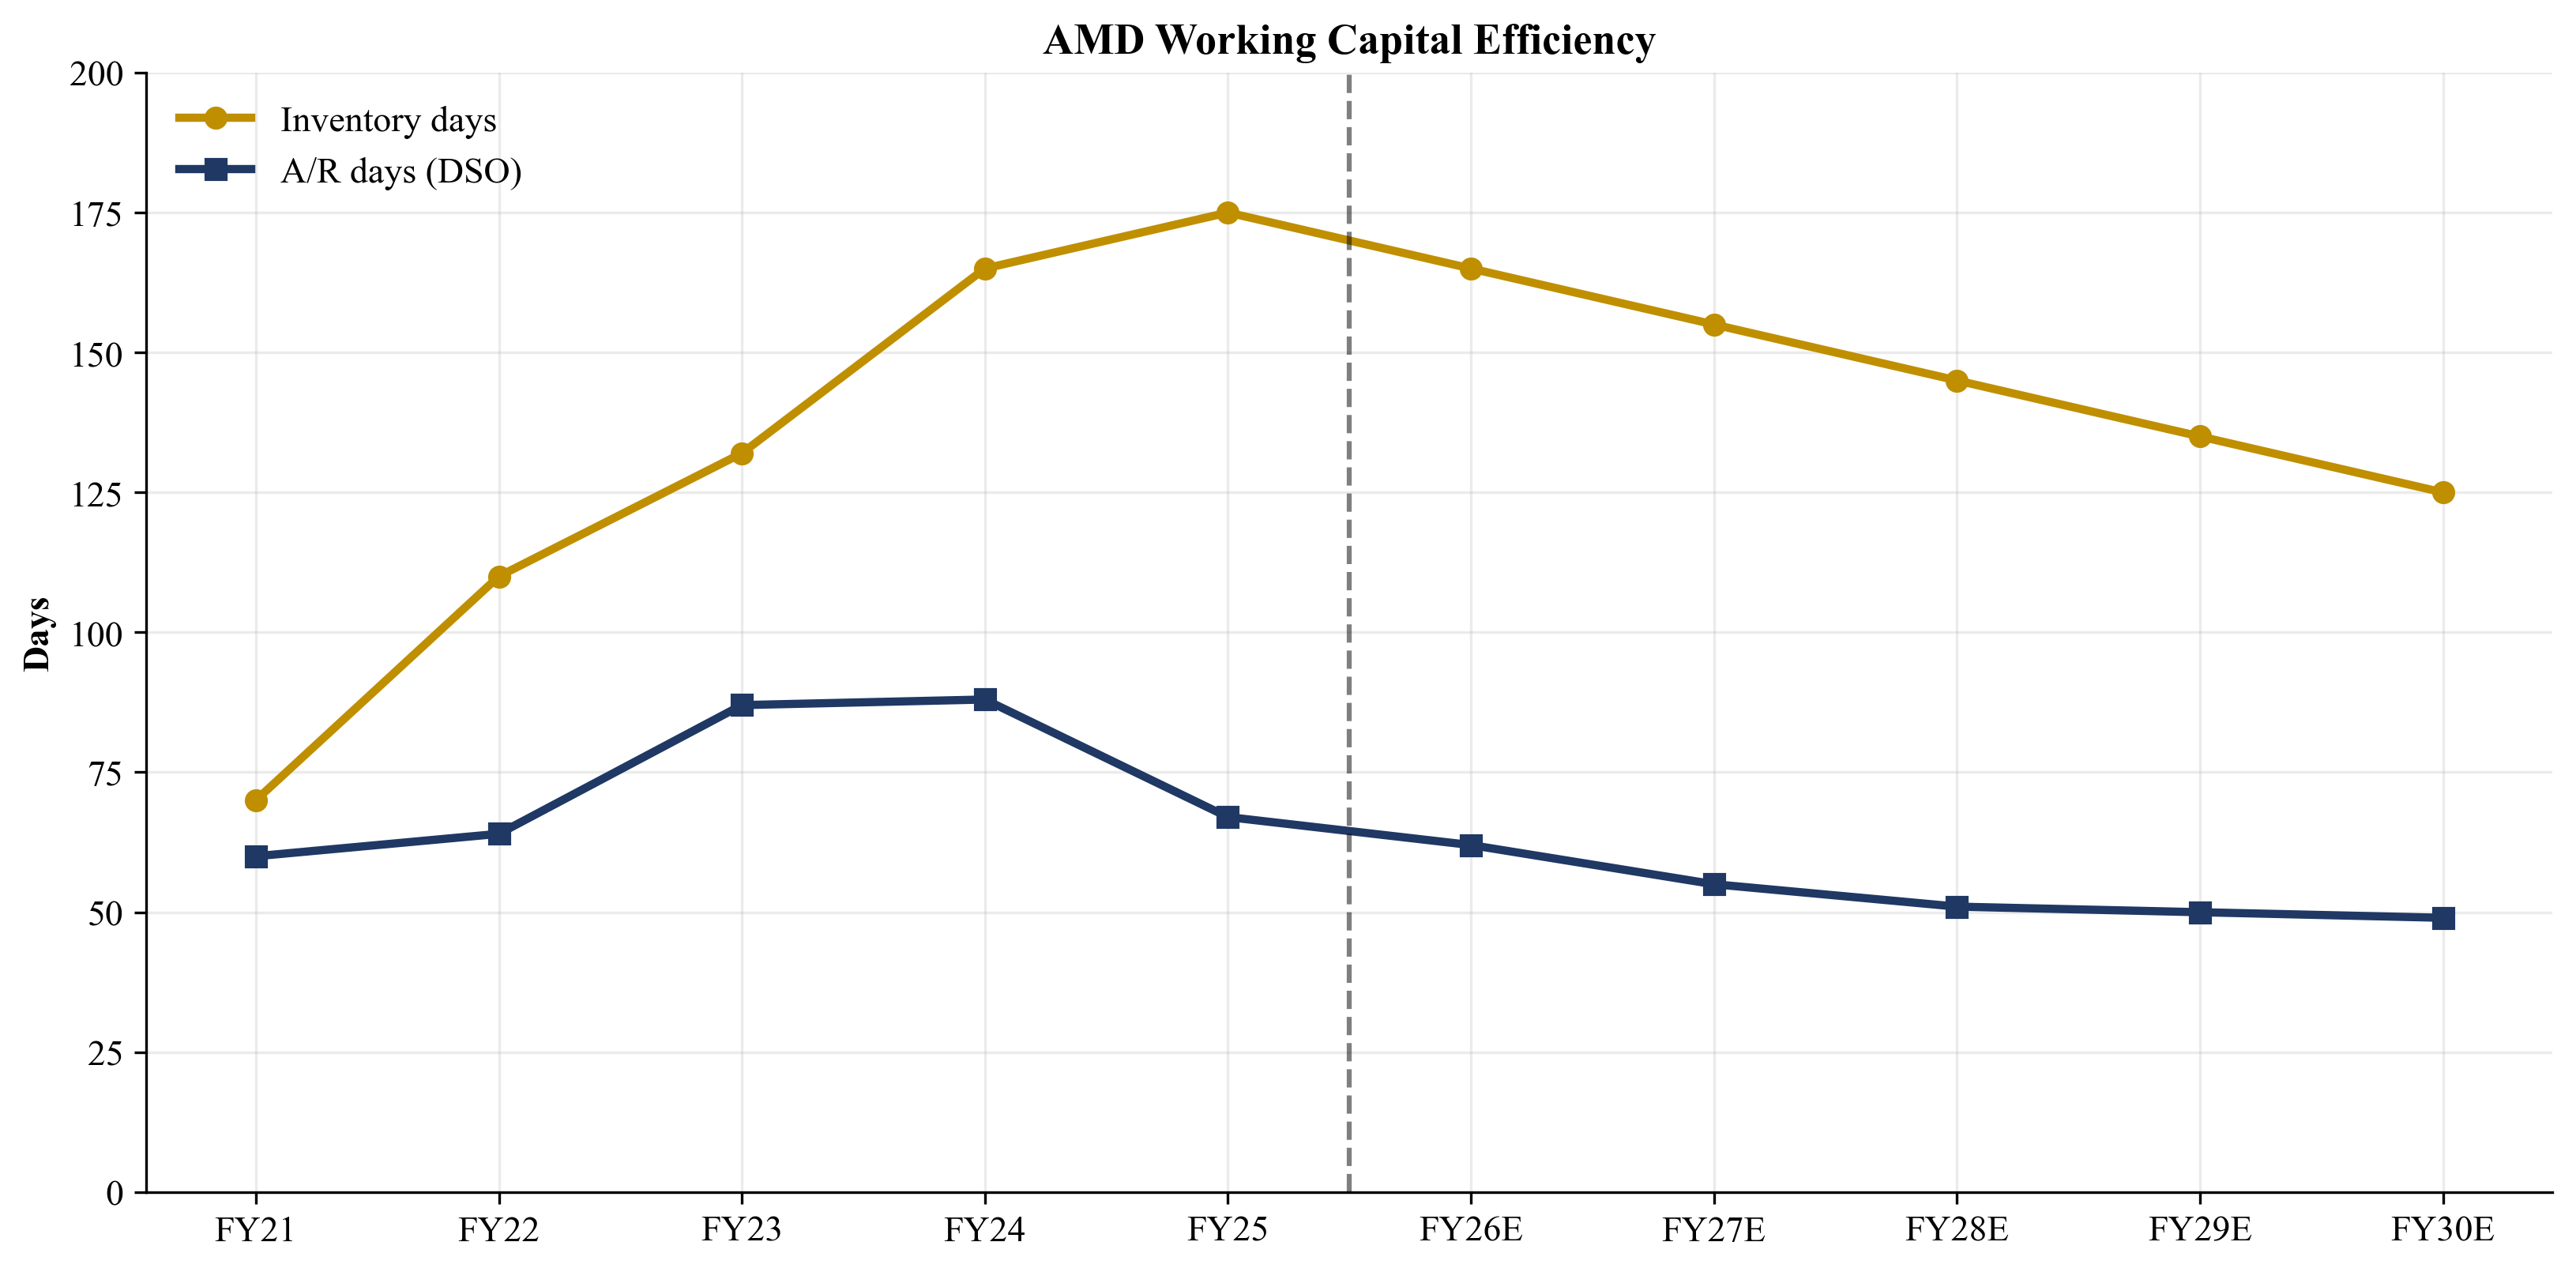 AMD Working Capital Efficiency
200
175
150
125
100
75
50
25
0
Days
Inventory days
A/R days (DSO)
FY21 FY22 FY23 FY24 FY25 FY26E FY27E FY28E FY29E FY30E